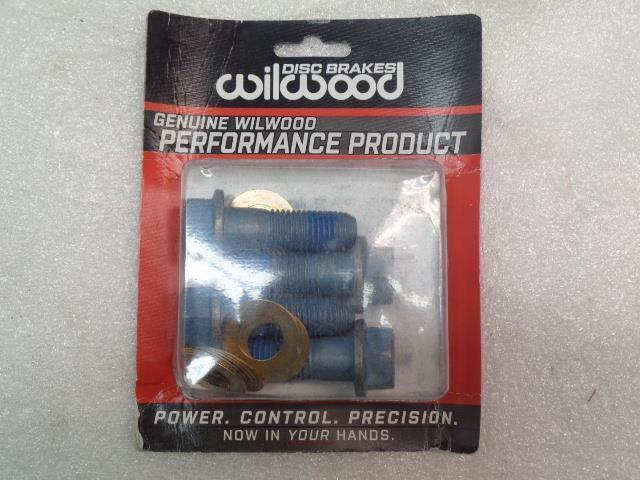 DISC BRAKES
wilwood
GENUINE WILWOOD
PERFORMANCE PRODUCT
POWER. CONTROL. PRECISION.
NOW IN YOUR HANDS.